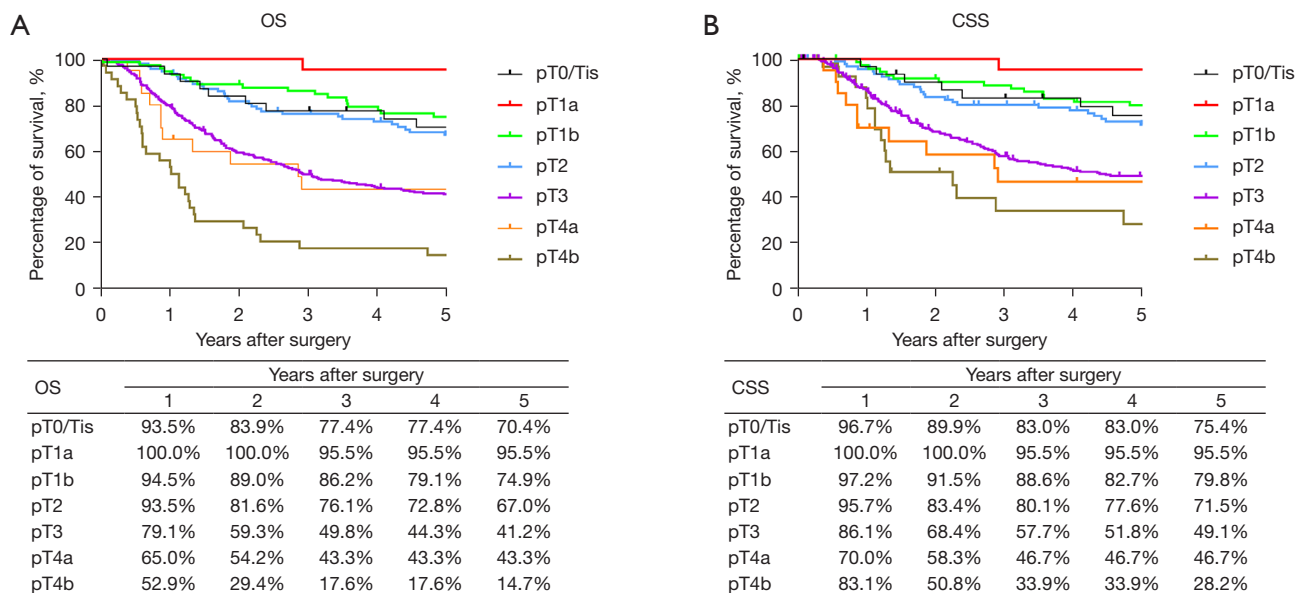 A
OS
Percentage of survival, %
100
80
60
40
20
0
0 1 2 3 4 5
Years after surgery
pT0/Tis
pT1a
pT1b
pT2
pT3
pT4a
pT4b
OS Years after surgery
1 2 3 4 5
pT0/Tis 93.5% 83.9% 77.4% 77.4% 70.4%
pT1a 100.0% 100.0% 95.5% 95.5% 95.5%
pT1b 94.5% 89.0% 86.2% 79.1% 74.9%
pT2 93.5% 81.6% 76.1% 72.8% 67.0%
pT3 79.1% 59.3% 49.8% 44.3% 41.2%
pT4a 65.0% 54.2% 43.3% 43.3% 43.3%
pT4b 52.9% 29.4% 17.6% 17.6% 14.7%
B
CSS
Percentage of survival, %
100
80
60
40
20
0
0 1 2 3 4 5
Years after surgery
pT0/Tis
pT1a
pT1b
pT2
pT3
pT4a
pT4b
CSS Years after surgery
1 2 3 4 5
pT0/Tis 96.7% 89.9% 83.0% 83.0% 75.4%
pT1a 100.0% 100.0% 95.5% 95.5% 95.5%
pT1b 97.2% 91.5% 88.6% 82.7% 79.8%
pT2 95.7% 83.4% 80.1% 77.6% 71.5%
pT3 86.1% 68.4% 57.7% 51.8% 49.1%
pT4a 70.0% 58.3% 46.7% 46.7% 46.7%
pT4b 83.1% 50.8% 33.9% 33.9% 28.2%